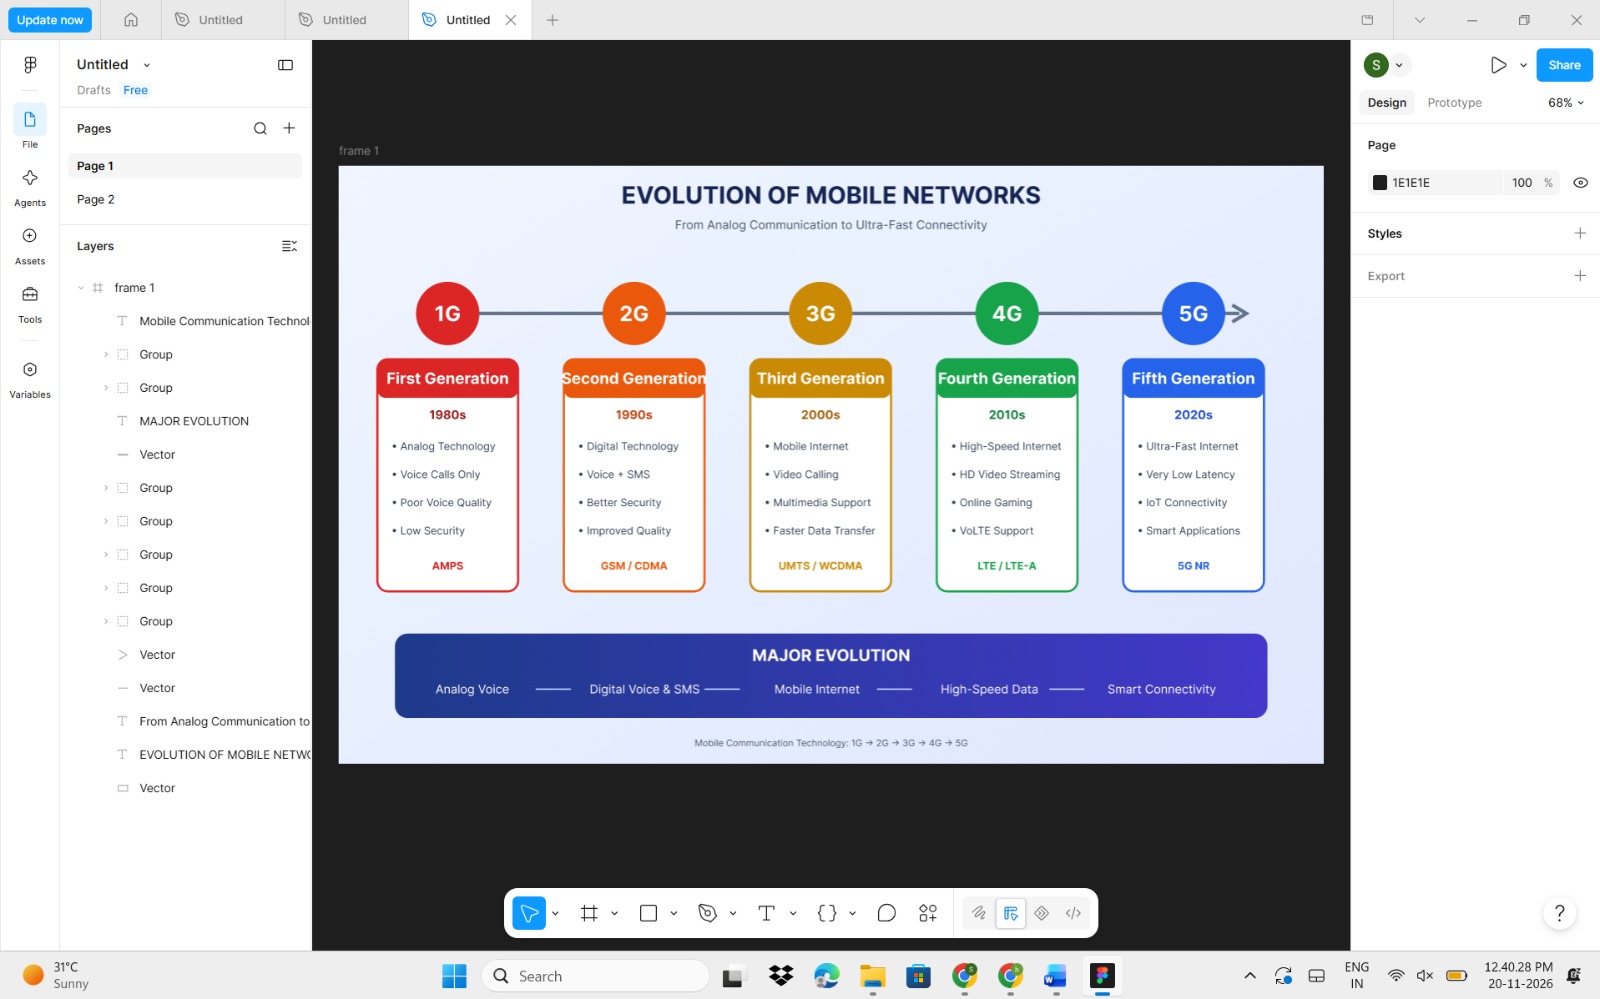 Update now
Untitled
Untitled
Untitled
Untitled
Drafts Free
Pages
Page 1
Page 2
Layers
frame 1
Mobile Communication Technol
Group
Group
MAJOR EVOLUTION
Vector
Group
Group
Group
Group
Group
Vector
Vector
From Analog Communication to
EVOLUTION OF MOBILE NETWO
Vector
File
Agents
Assets
Tools
Variables
frame 1
EVOLUTION OF MOBILE NETWORKS
From Analog Communication to Ultra-Fast Connectivity
1G 2G 3G 4G 5G
First Generation
1980s
• Analog Technology
• Voice Calls Only
• Poor Voice Quality
• Low Security
AMPS
Second Generation
1990s
• Digital Technology
• Voice + SMS
• Better Security
• Improved Quality
GSM / CDMA
Third Generation
2000s
• Mobile Internet
• Video Calling
• Multimedia Support
• Faster Data Transfer
UMTS / WCDMA
Fourth Generation
2010s
• High-Speed Internet
• HD Video Streaming
• Online Gaming
• VoLTE Support
LTE / LTE-A
Fifth Generation
2020s
• Ultra-Fast Internet
• Very Low Latency
• IoT Connectivity
• Smart Applications
5G NR
MAJOR EVOLUTION
Analog Voice Digital Voice & SMS Mobile Internet High-Speed Data Smart Connectivity
Mobile Communication Technology: 1G → 2G → 3G → 4G → 5G
S
Share
Design Prototype 68%
Page
1E1E1E 100 %
Styles
Export
?
31°C
Sunny
Search
ENG
IN
12.40.28 PM
20-11-2026